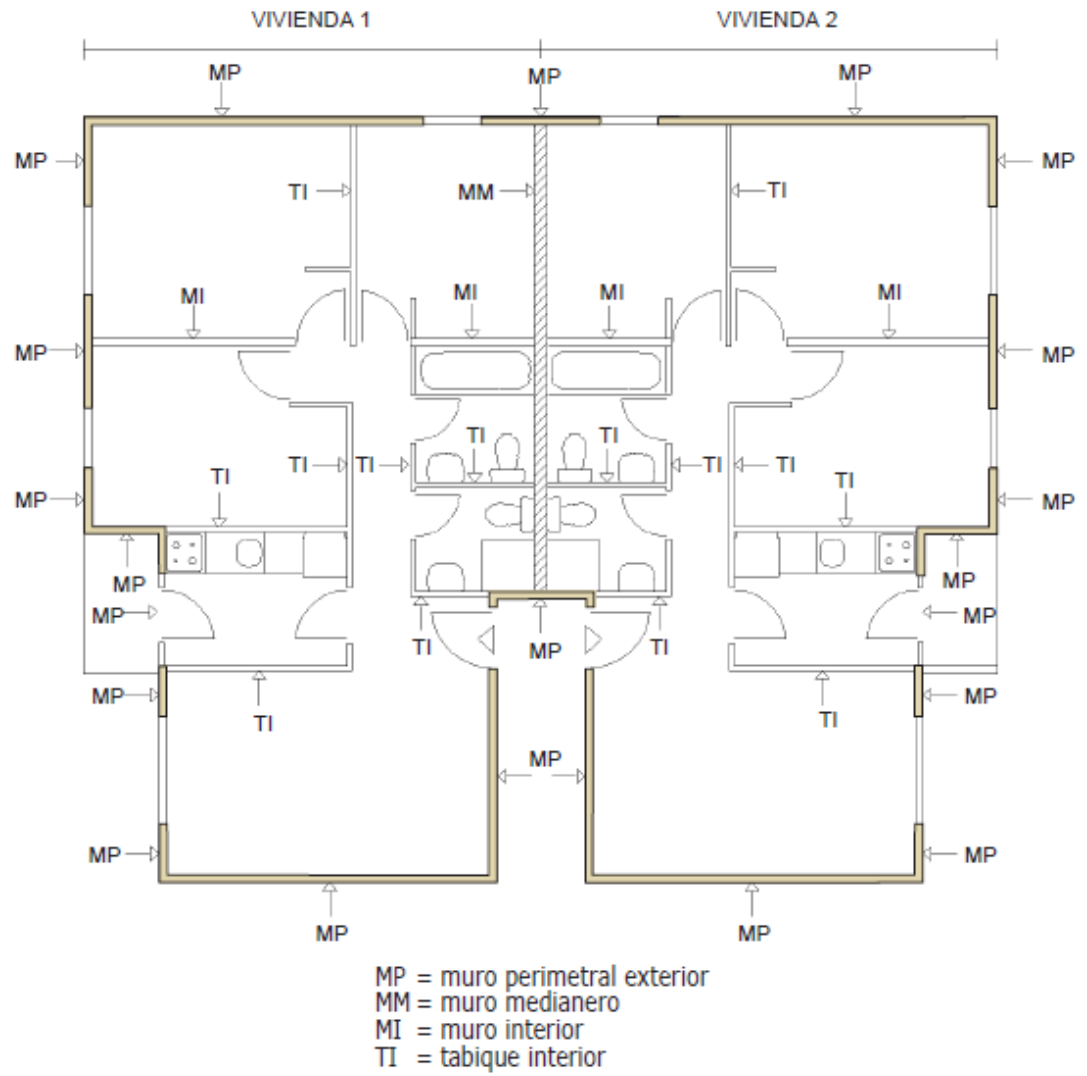 VIVIENDA 1 VIVIENDA 2
MP MP MP
MP MP
TI MM TI
MI MI MI MI
MP MP
TI TI
TI TI TI TI
MP TI TI MP
MP MP
MP MP
TI MP TI
MP MP
TI TI
MP
MP MP
MP MP
MP = muro perimetral exterior
MM = muro medianero
MI = muro interior
TI = tabique interior